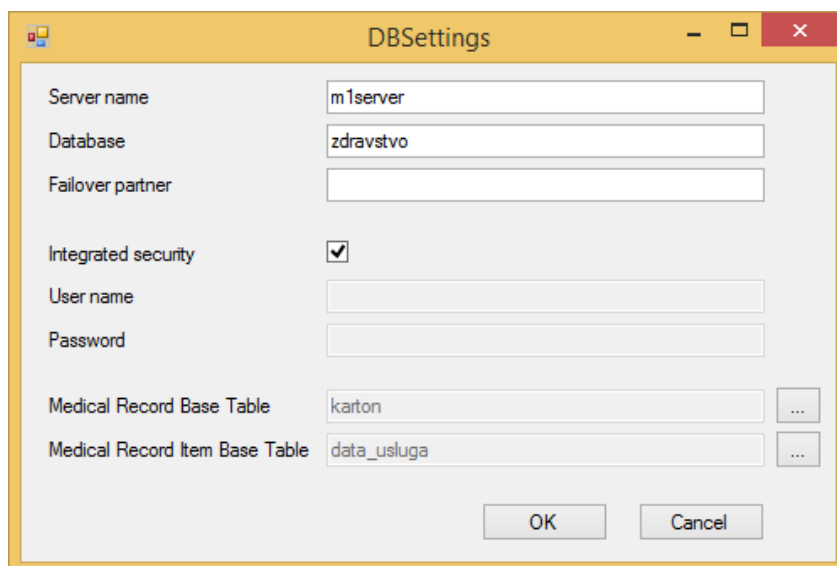 DBSettings
Server name m1server
Database zdravstvo
Failover partner
Integrated security
User name
Password
Medical Record Base Table karton ...
Medical Record Item Base Table data_usluga ...
OK Cancel